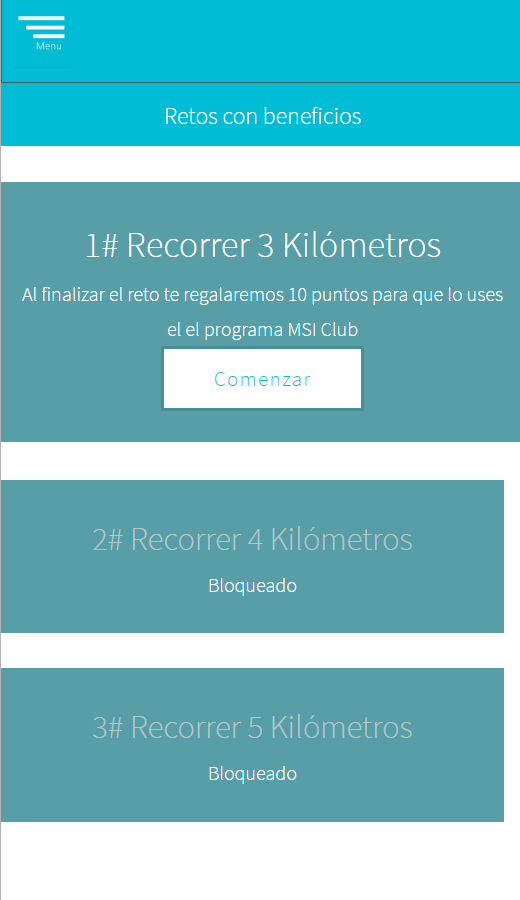 Menu
Retos con beneficios
1# Recorrer 3 Kilómetros
Al finalizar el reto te regalaremos 10 puntos para que lo uses
el el programa MSI Club
Comenzar
2# Recorrer 4 Kilómetros
Bloqueado
3# Recorrer 5 Kilómetros
Bloqueado